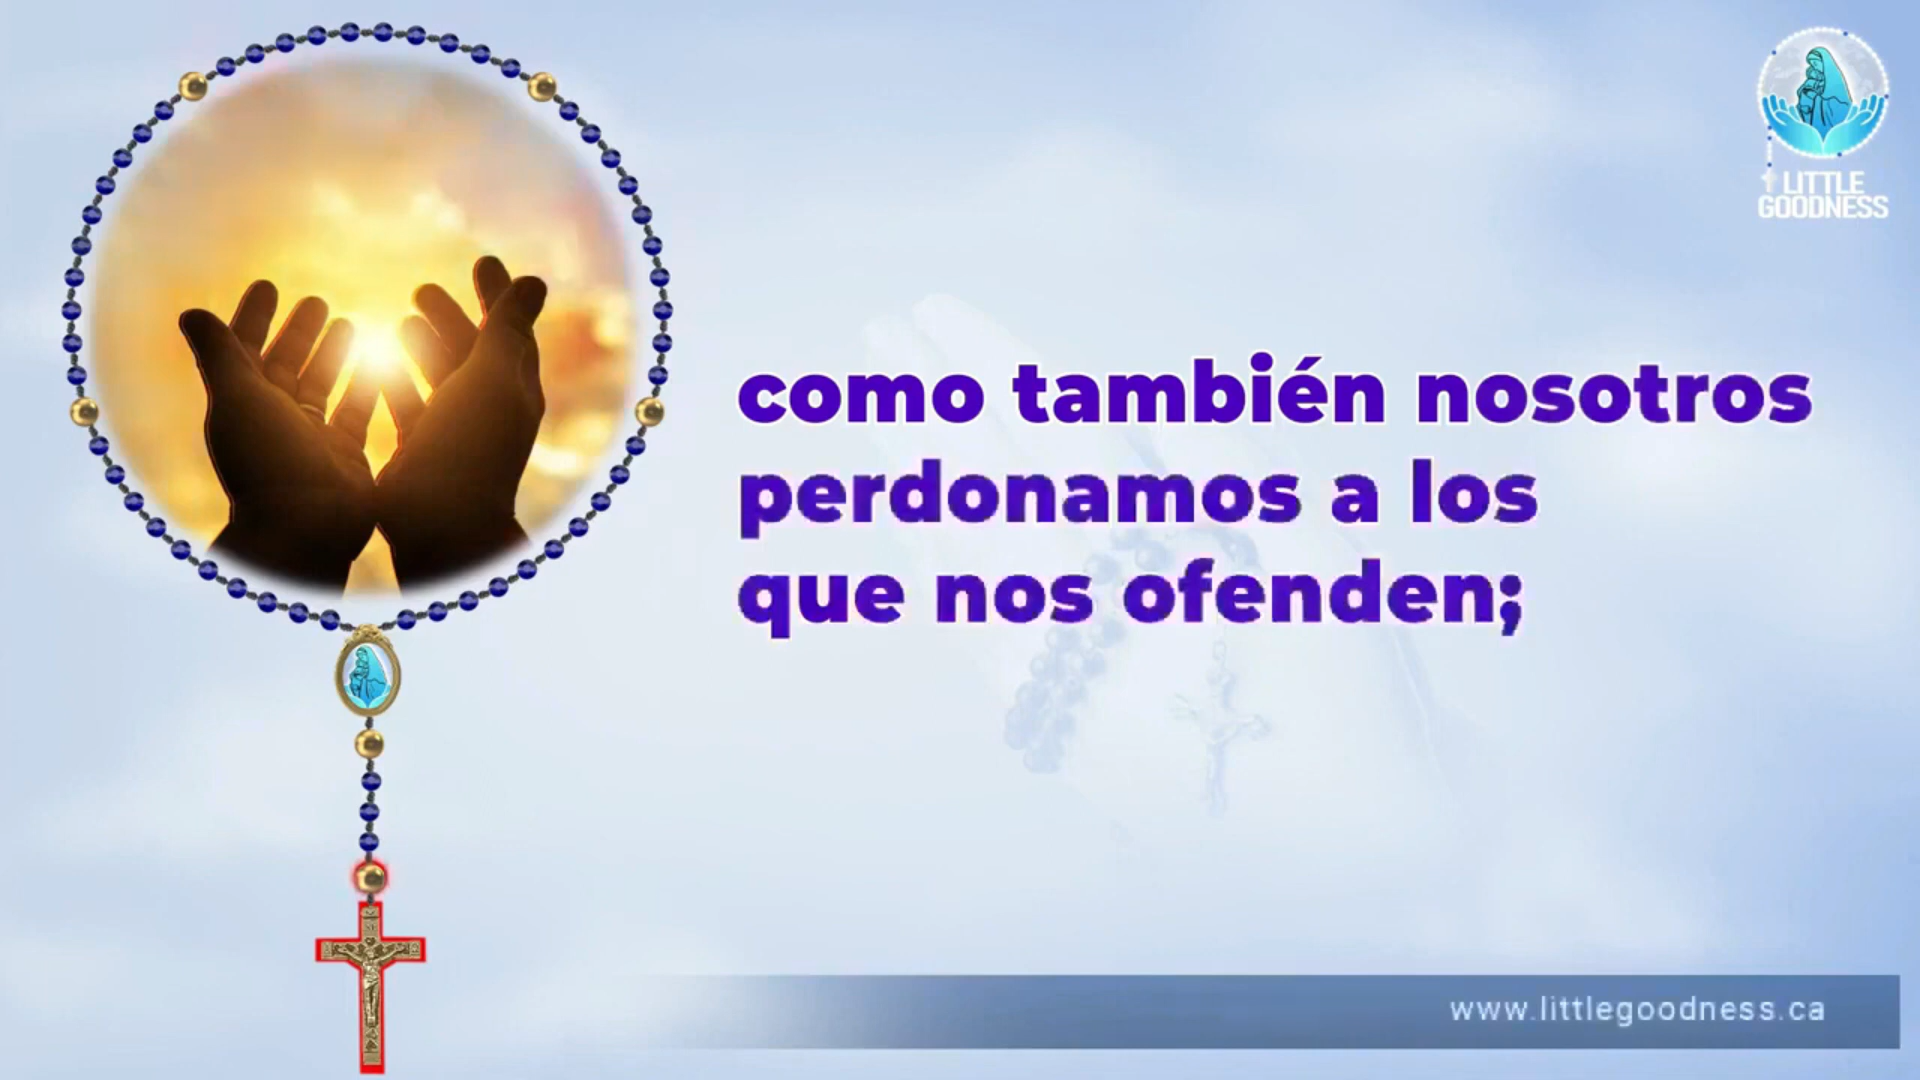 LITTLE
GOODNESS
como también nosotros
perdonamos a los
que nos ofenden;
www.littlegoodness.ca